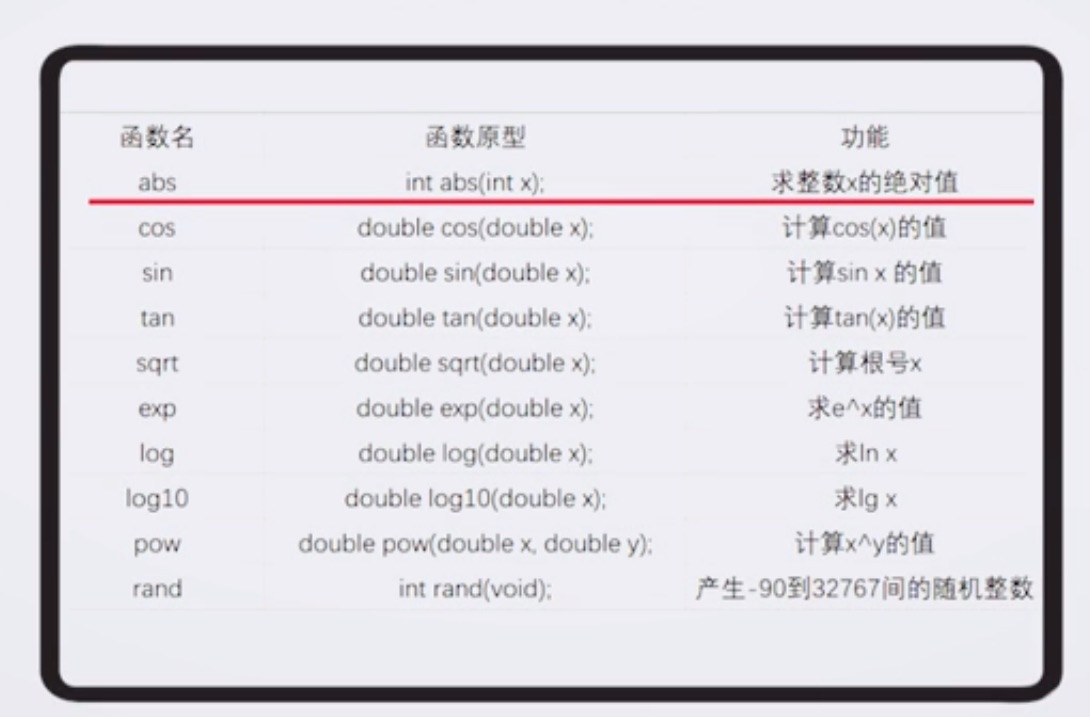 函数名 函数原型 功能
abs int abs(int x); 求整数x的绝对值
cos double cos(double x); 计算cos(x)的值
sin double sin(double x); 计算sin x 的值
tan double tan(double x); 计算tan(x)的值
sqrt double sqrt(double x); 计算根号x
exp double exp(double x); 求e^x的值
log double log(double x); 求ln x
log10 double log10(double x); 求lg x
pow double pow(double x, double y); 计算x^y的值
rand int rand(void); 产生-90到32767间的随机整数